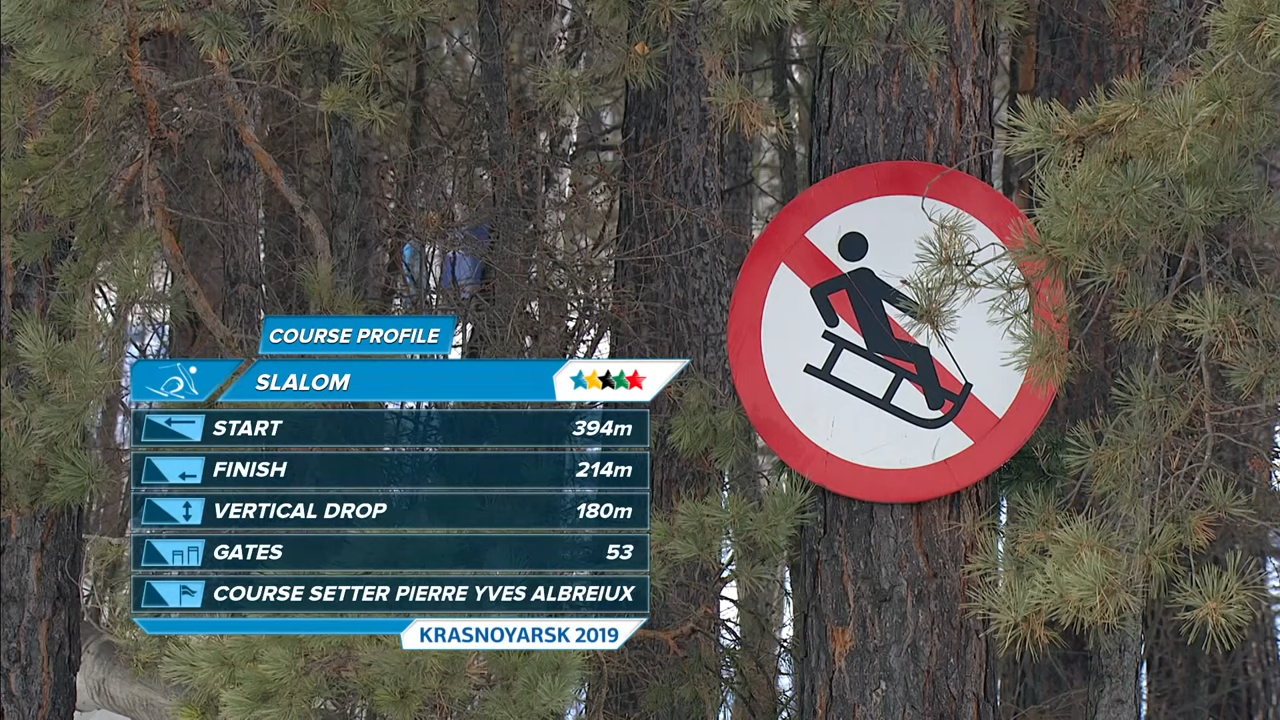 COURSE PROFILE
SLALOM
START 394m
FINISH 214m
VERTICAL DROP 180m
GATES 53
COURSE SETTER PIERRE YVES ALBREIUX
KRASNOYARSK 2019